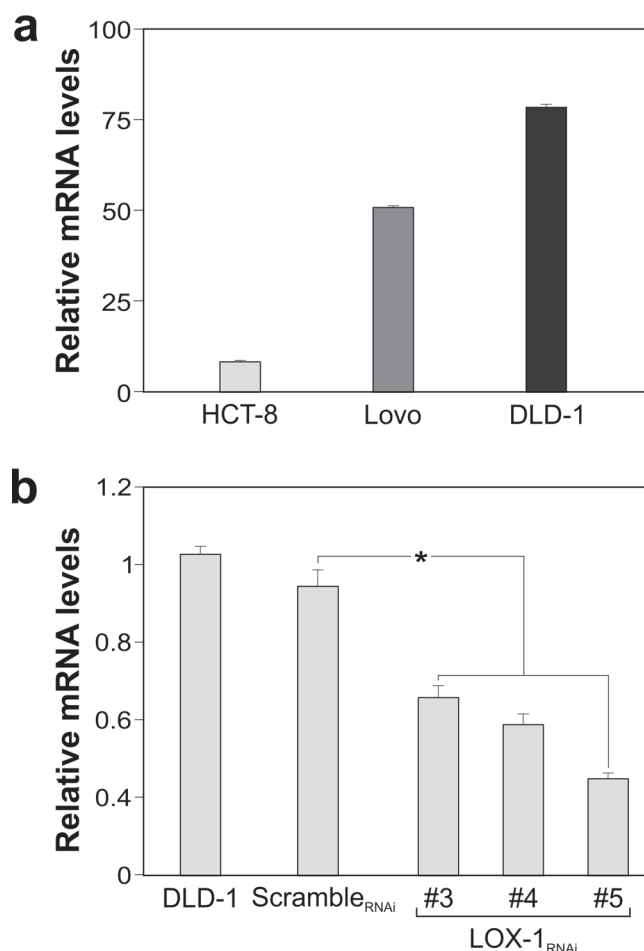 a
Relative mRNA levels
100
75
50
25
0
HCT-8 Lovo DLD-1
b
Relative mRNA levels
1.2
1
0.8
0.6
0.4
0
*
DLD-1 ScrambleRNAi #3 #4 #5
LOX-1RNAi